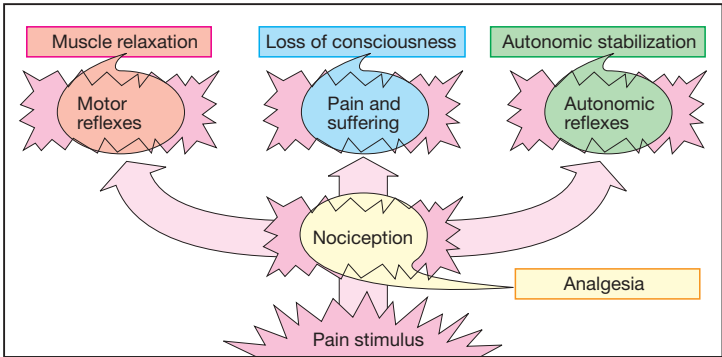 Muscle relaxation
Loss of consciousness
Autonomic stabilization
Motor
reflexes
Pain and
suffering
Autonomic
reflexes
Nociception
Analgesia
Pain stimulus